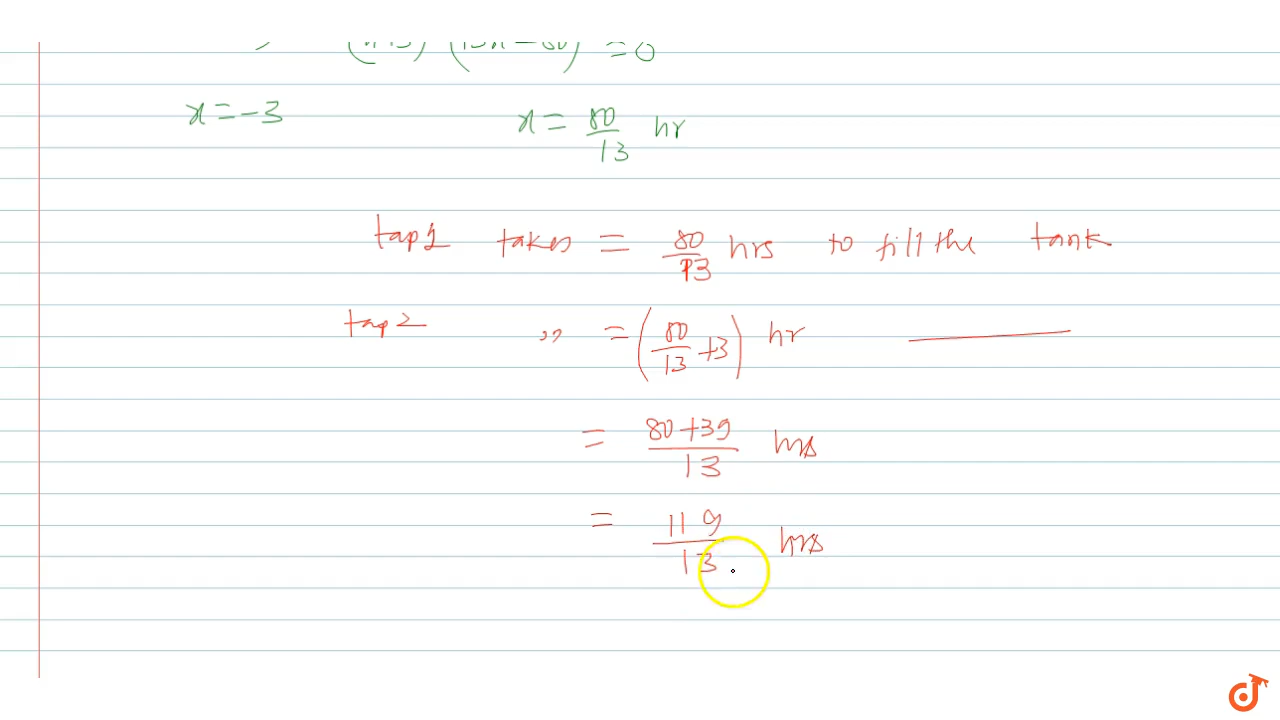 = 0
x = -3 x = 80/13 hr
tap 1 takes = 80/13 hrs to fill the tank
tap 2 ,, = (80/13 + 3) hr
= 80+39/13 hrs
= 119/13 hrs